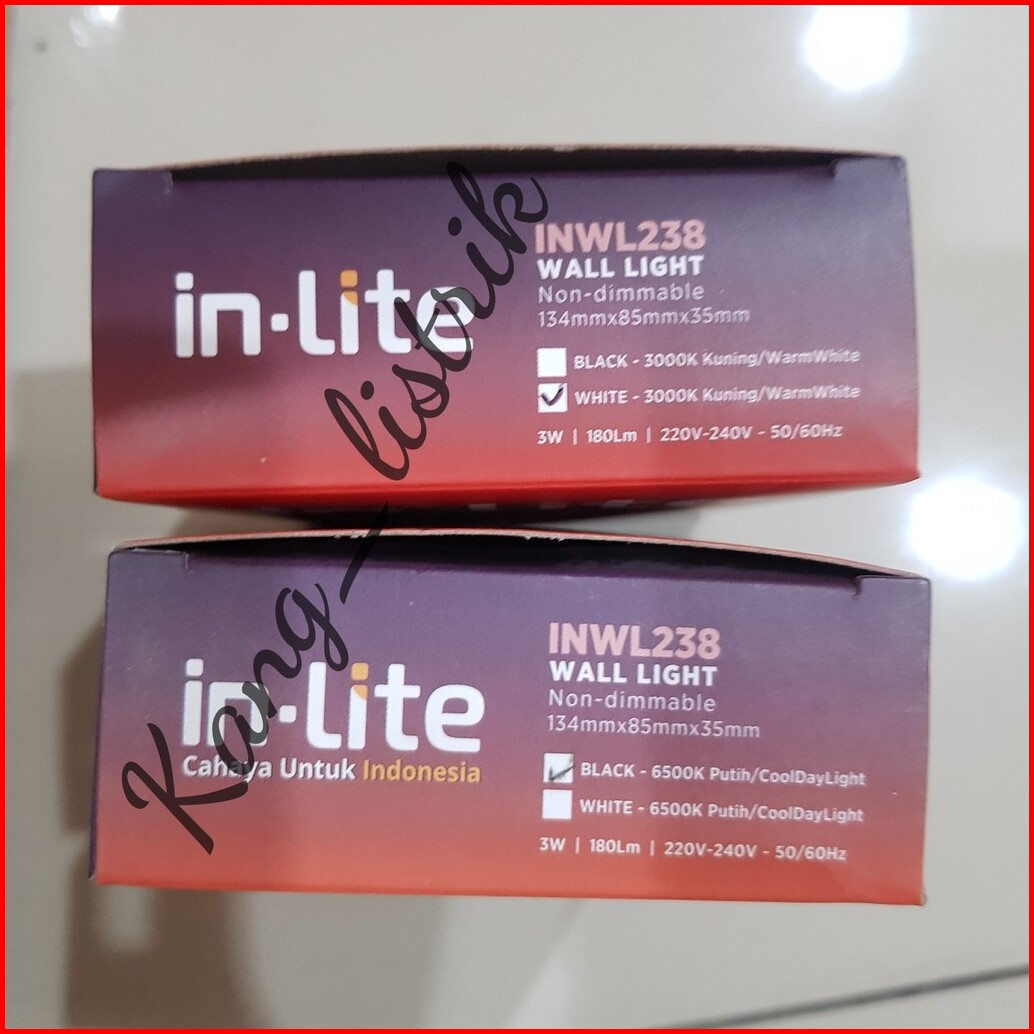 in·lite
INWL238
WALL LIGHT
Non-dimmable
134mmx85mmx35mm
BLACK - 3000K Kuning/WarmWhite
WHITE - 3000K Kuning/WarmWhite
3W | 180Lm | 220V-240V - 50/60Hz
in·lite
Cahaya Untuk Indonesia
INWL238
WALL LIGHT
Non-dimmable
134mmx85mmx35mm
BLACK - 6500K Putih/CoolDayLight
WHITE - 6500K Putih/CoolDayLight
3W | 180Lm | 220V-240V - 50/60Hz
Kang_listrik